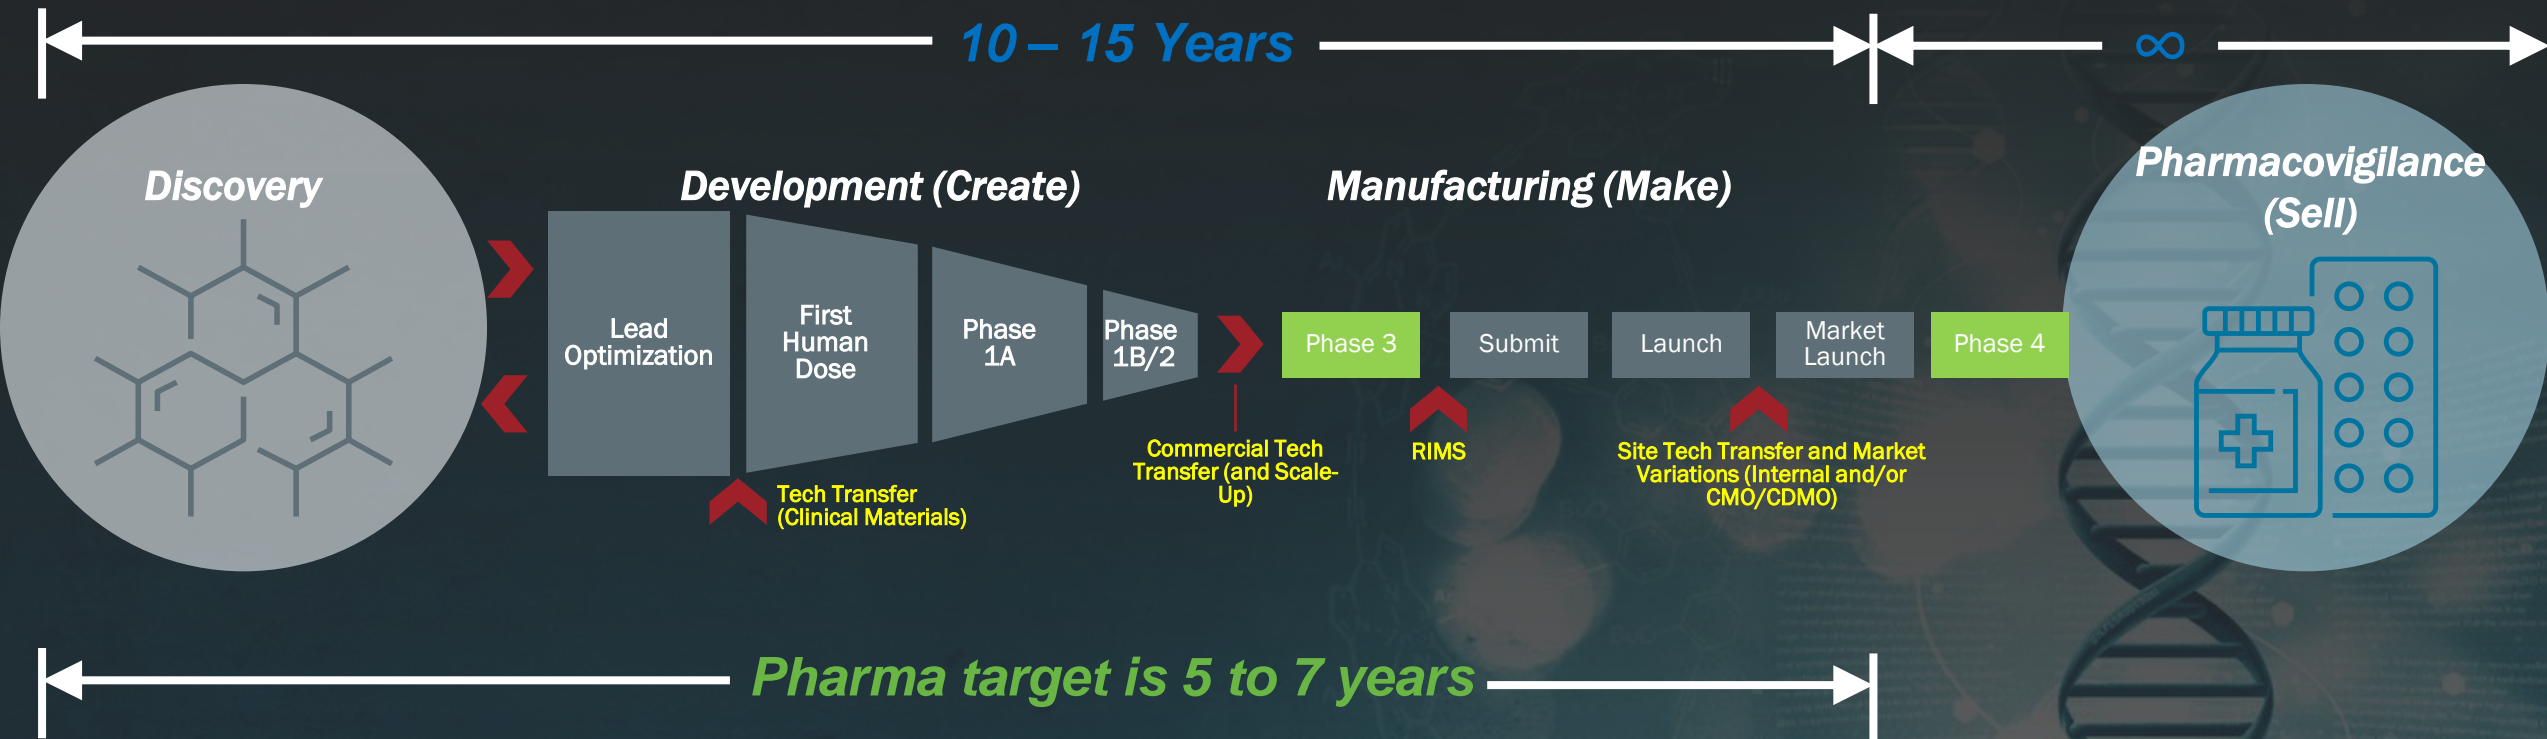 10 – 15 Years
∞
Discovery
Development (Create)
Manufacturing (Make)
Pharmacovigilance
(Sell)
Lead
Optimization
First
Human
Dose
Phase
1A
Phase
1B/2
Phase 3
Submit
Launch
Market
Launch
Phase 4
Tech Transfer
(Clinical Materials)
Commercial Tech
Transfer (and Scale-
Up)
RIMS
Site Tech Transfer and Market
Variations (Internal and/or
CMO/CDMO)
Pharma target is 5 to 7 years